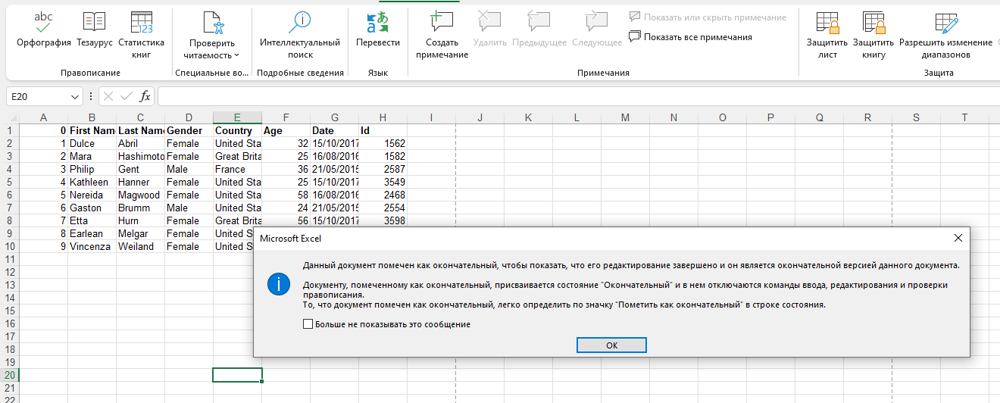 abc
Орфография
Тезаурус
123
Статистика
книг
Правописание
Проверить
читаемость
Специальные во...
Интеллектуальный
поиск
Подробные сведения
Перевести
Язык
Создать
примечание
Удалить
Предыдущее
Следующее
Показать или скрыть примечание
Показать все примечания
Примечания
Защитить
лист
Защитить
книгу
Разрешить изменение
диапазонов
Защита
E20
fx
A B C D E F G H I J K L M N O P Q R S T
1 0 First Nam Last Nam Gender Country Age Date Id
2 1 Dulce Abril Female United Sta 32 15/10/2017 1562
3 2 Mara Hashimoto Female Great Brita 25 16/08/2016 1582
4 3 Philip Gent Male France 36 21/05/2015 2587
5 4 Kathleen Hanner Female United Sta 25 15/10/2017 3549
6 5 Nereida Magwood Female United Sta 58 16/08/2016 2468
7 6 Gaston Brumm Male United Sta 24 21/05/2015 2554
8 7 Etta Hurn Female Great Brita 56 15/10/2017 3598
9 8 Earlean Melgar Female United S
10 9 Vincenza Weiland Female United S
11
12
13
14
15
16
17
18
19
20
21
22
Microsoft Excel
Данный документ помечен как окончательный, чтобы показать, что его редактирование завершено и он является окончательной версией данного документа.
Документу, помеченному как окончательный, присваивается состояние "Окончательный" и в нем отключаются команды ввода, редактирования и проверки
правописания.
То, что документ помечен как окончательный, легко определить по значку "Пометить как окончательный" в строке состояния.
Больше не показывать это сообщение
ОК